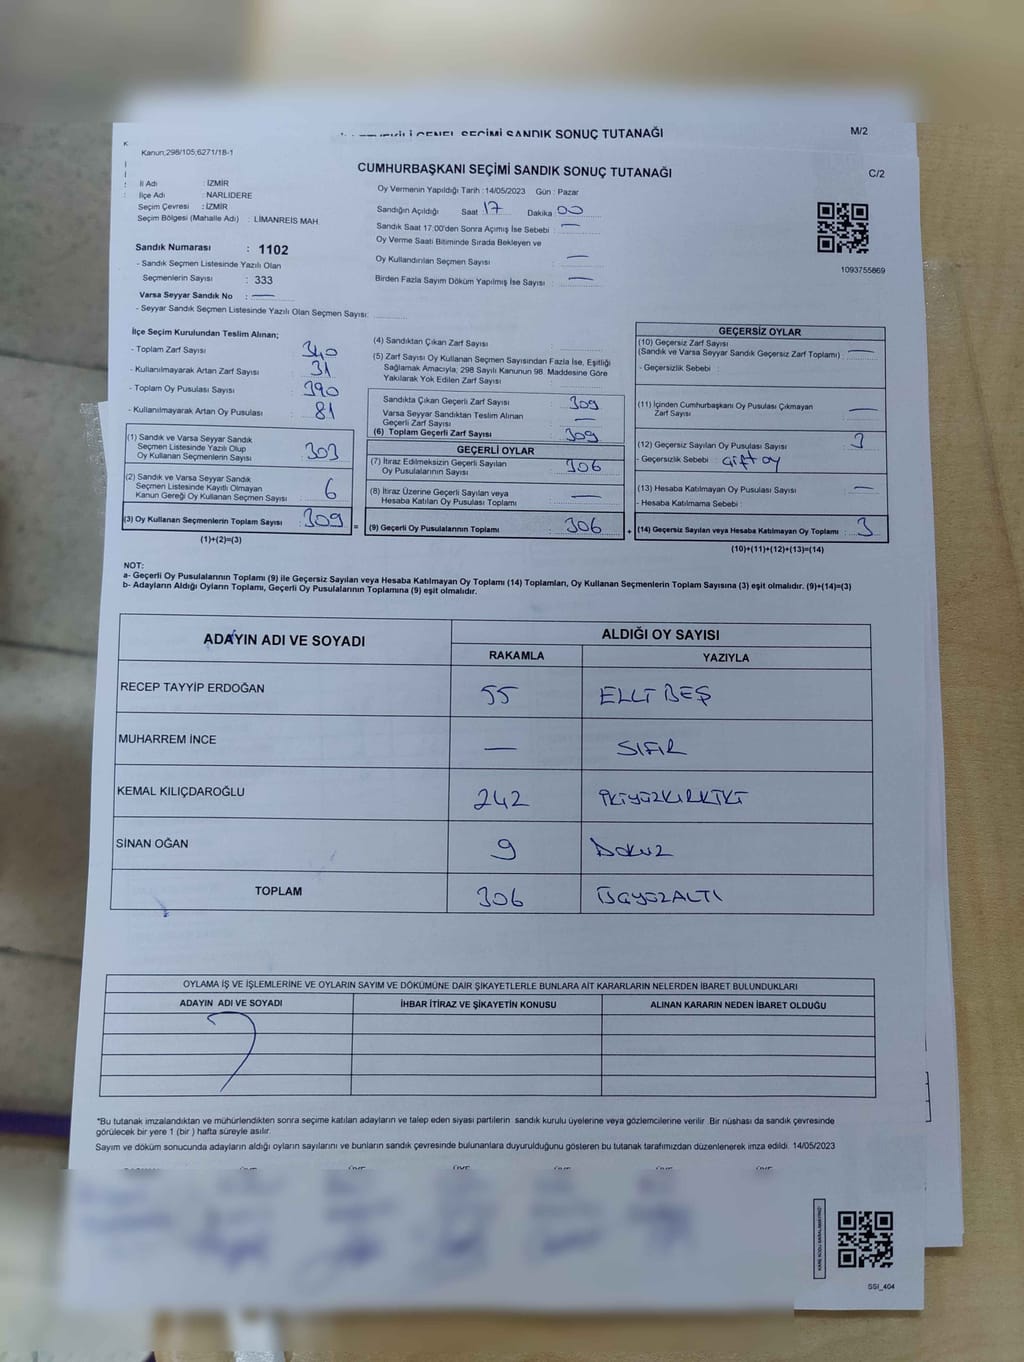 GENEL SEÇİMİ SANDIK SONUÇ TUTANAĞI
M/2
Kanun;298/105;6271/18-1
CUMHURBAŞKANI SEÇİMİ SANDIK SONUÇ TUTANAĞI
C/2
İl Adı : İZMİR
İlçe Adı : NARLIDERE
Seçim Çevresi : İZMİR
Seçim Bölgesi (Mahalle Adı) : LİMANREİS MAH.
Oy Vermenin Yapıldığı Tarih : 14/05/2023 Gün : Pazar
Sandığın Açıldığı Saat 17 Dakika 00
Sandık Saat 17:00'den Sonra Açımış İse Sebebi : —
Oy Verme Saati Bitiminde Sırada Bekleyen ve
Oy Kullandırılan Seçmen Sayısı : —
Birden Fazla Sayım Döküm Yapılmış İse Sayısı : —
1093755869
Sandık Numarası : 1102
- Sandık Seçmen Listesinde Yazılı Olan
Seçmenlerin Sayısı : 333
Varsa Seyyar Sandık No : —
- Seyyar Sandık Seçmen Listesinde Yazılı Olan Seçmen Sayısı:
İlçe Seçim Kurulundan Teslim Alınan;
- Toplam Zarf Sayısı : 340
- Kullanılmayarak Artan Zarf Sayısı : 31
- Toplam Oy Pusulası Sayısı : 390
- Kullanılmayarak Artan Oy Pusulası : 81
(1) Sandık ve Varsa Seyyar Sandık
Seçmen Listesinde Yazılı Olup
Oy Kullanan Seçmenlerin Sayısı : 303
(2) Sandık ve Varsa Seyyar Sandık
Seçmen Listesinde Kayıtlı Olmayan
Kanun Gereği Oy Kullanan Seçmen Sayısı : 6
(3) Oy Kullanan Seçmenlerin Toplam Sayısı : 309
(1)+(2)=(3)
(4) Sandıktan Çıkan Zarf Sayısı
(5) Zarf Sayısı Oy Kullanan Seçmen Sayısından Fazla İse, Eşitliği
Sağlamak Amacıyla; 298 Sayılı Kanunun 98. Maddesine Göre
Yakılarak Yok Edilen Zarf Sayısı
Sandıkta Çıkan Geçerli Zarf Sayısı : 309
Varsa Seyyar Sandıktan Teslim Alınan
Geçerli Zarf Sayısı : —
(6) Toplam Geçerli Zarf Sayısı : 309
GEÇERLİ OYLAR
(7) İtiraz Edilmeksizin Geçerli Sayılan
Oy Pusulalarının Sayısı : 306
(8) İtiraz Üzerine Geçerli Sayılan veya
Hesaba Katılan Oy Pusulası Toplamı : —
= (9) Geçerli Oy Pusulalarının Toplamı : 306
GEÇERSİZ OYLAR
(10) Geçersiz Zarf Sayısı
(Sandık ve Varsa Seyyar Sandık Geçersiz Zarf Toplamı) : —
- Geçersizlik Sebebi :
(11) İçinden Cumhurbaşkanı Oy Pusulası Çıkmayan
Zarf Sayısı : —
(12) Geçersiz Sayılan Oy Pusulası Sayısı : 3
- Geçersizlik Sebebi : Çift oy
(13) Hesaba Katılmayan Oy Pusulası Sayısı : —
- Hesaba Katılmama Sebebi :
+ (14) Geçersiz Sayılan veya Hesaba Katılmayan Oy Toplamı : 3
(10)+(11)+(12)+(13)=(14)
NOT:
a- Geçerli Oy Pusulalarının Toplamı (9) ile Geçersiz Sayılan veya Hesaba Katılmayan Oy Toplamı (14) Toplamları, Oy Kullanan Seçmenlerin Toplam Sayısına (3) eşit olmalıdır. (9)+(14)=(3)
b- Adayların Aldığı Oyların Toplamı, Geçerli Oy Pusulalarının Toplamına (9) eşit olmalıdır.
ADAYIN ADI VE SOYADI
ALDIĞI OY SAYISI
RAKAMLA YAZIYLA
RECEP TAYYİP ERDOĞAN 55 ELLİ BEŞ
MUHARREM İNCE — SIFIR
KEMAL KILIÇDAROĞLU 242 İKİYÜZKIRKİKİ
SİNAN OĞAN 9 DOKUZ
TOPLAM 306 ÜÇYÜZALTI
OYLAMA İŞ VE İŞLEMLERİNE VE OYLARIN SAYIM VE DÖKÜMÜNE DAİR ŞİKAYETLERLE BUNLARA AİT KARARLARIN NELERDEN İBARET BULUNDUKLARI
ADAYIN ADI VE SOYADI İHBAR İTİRAZ VE ŞİKAYETİN KONUSU ALINAN KARARIN NEDEN İBARET OLDUĞU
*Bu tutanak imzalandıktan ve mühürlendikten sonra seçime katılan adayların ve talep eden siyasi partilerin sandık kurulu üyelerine veya gözlemcilerine verilir. Bir nüshası da sandık çevresinde
görülecek bir yere 1 (bir ) hafta süreyle asılır.
Sayım ve döküm sonucunda adayların aldığı oyların sayılarını ve bunların sandık çevresinde bulunanlara duyurulduğunu gösteren bu tutanak tarafımızdan düzenlenerek imza edildi. 14/05/2023
SSI_404